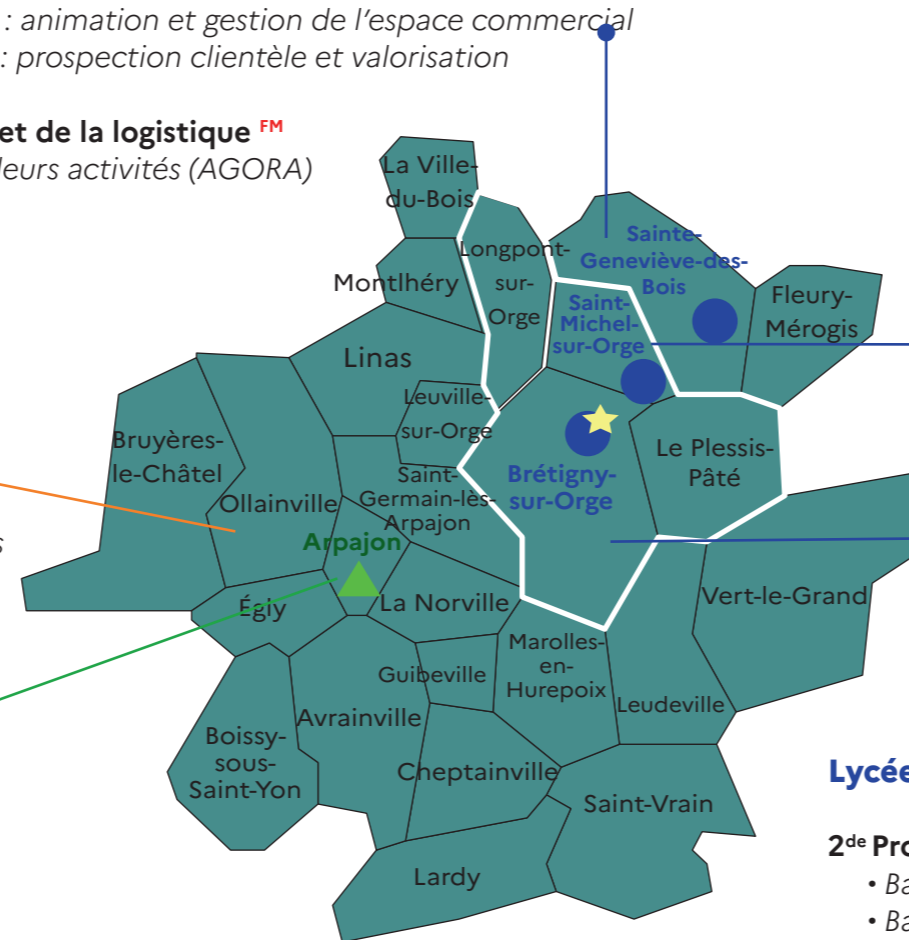 : animation et gestion de l’espace commercial
: prospection clientèle et valorisation
et de la logistique FM
leurs activités (AGORA)
La Ville-
du-Bois
Longpont-
sur-
Orge
Sainte-
Geneviève-des-
Bois
Montlhéry
Saint-
Michel-
sur-Orge
Fleury-
Mérogis
Linas
Leuville-
sur-Orge
Bruyères-
le-Châtel
Ollainville
Saint-
Germain-lès-
Arpajon
Brétigny-
sur-Orge
Le Plessis-
Pâté
s
Arpajon
Égly
La Norville
Vert-le-Grand
Marolles-
en-
Hurepoix
Guibeville
Leudeville
Avrainville
Boissy-
sous-
Saint-Yon
Cheptainville
Saint-Vrain
Lardy
Lycée
2de Pro
• Ba
• Ba